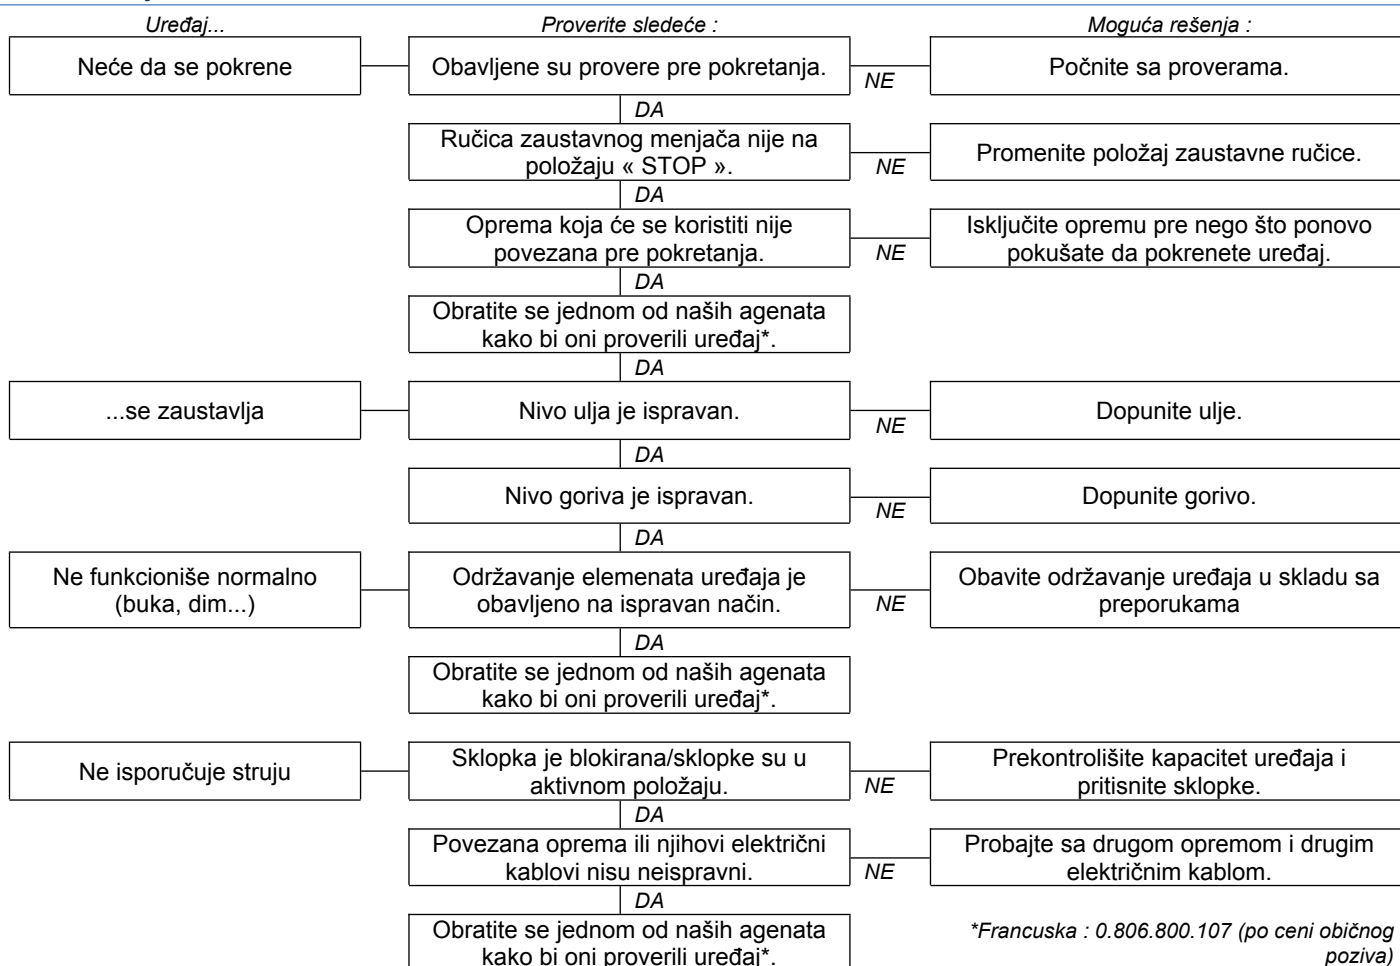 Uređaj...
Proverite sledeće :
Moguća rešenja :
Neće da se pokrene
Obavljene su provere pre pokretanja.
NE
Počnite sa proverama.
DA
Ručica zaustavnog menjača nije na
položaju « STOP ».
NE
Promenite položaj zaustavne ručice.
DA
Oprema koja će se koristiti nije
povezana pre pokretanja.
NE
Isključite opremu pre nego što ponovo
pokušate da pokrenete uređaj.
DA
Obratite se jednom od naših agenata
kako bi oni proverili uređaj*.
DA
...se zaustavlja
Nivo ulja je ispravan.
NE
Dopunite ulje.
DA
Nivo goriva je ispravan.
NE
Dopunite gorivo.
DA
Ne funkcioniše normalno
(buka, dim...)
Održavanje elemenata uređaja je
obavljeno na ispravan način.
NE
Obavite održavanje uređaja u skladu sa
preporukama
DA
Obratite se jednom od naših agenata
kako bi oni proverili uređaj*.
Ne isporučuje struju
Sklopka je blokirana/sklopke su u
aktivnom položaju.
NE
Prekontrolišite kapacitet uređaja i
pritisnite sklopke.
DA
Povezana oprema ili njihovi električni
kablovi nisu neispravni.
NE
Probajte sa drugom opremom i drugim
električnim kablom.
DA
Obratite se jednom od naših agenata
kako bi oni proverili uređaj*.
*Francuska : 0.806.800.107 (po ceni običnog
poziva)